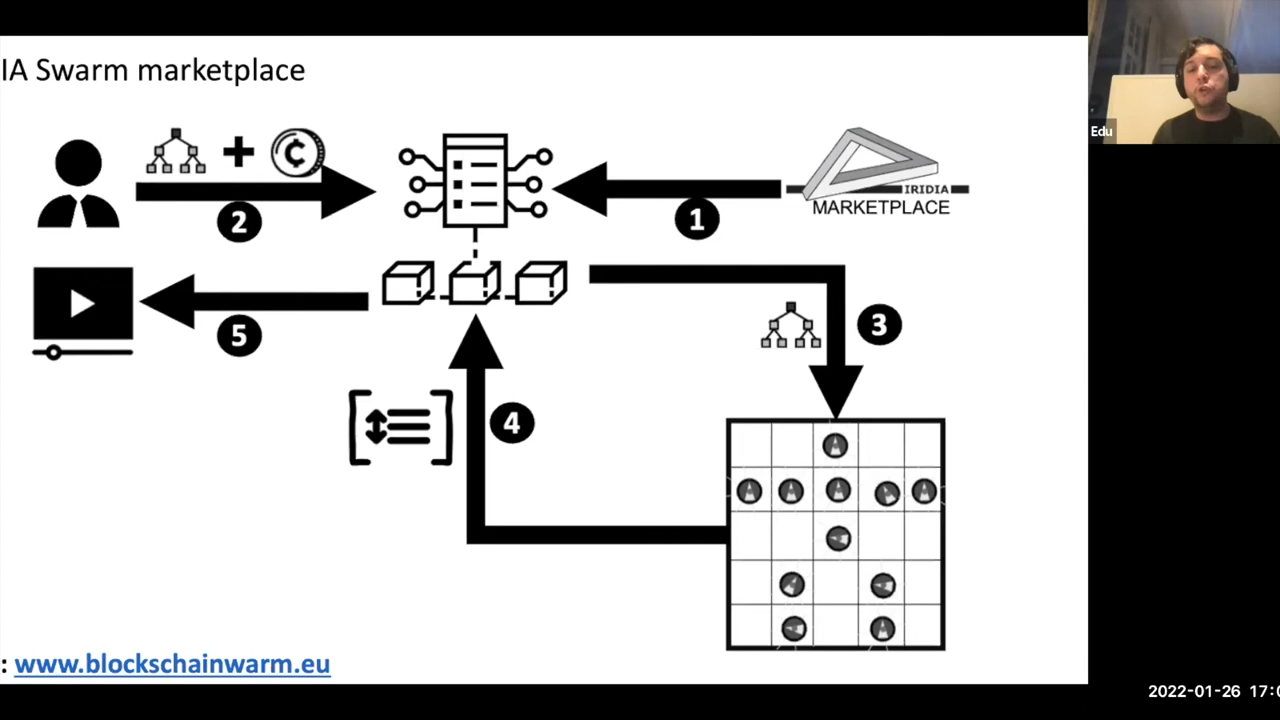 IA Swarm marketplace
Edu
2
1
IRIDIA
MARKETPLACE
5
3
4
: www.blockschainwarm.eu
2022-01-26 17:0